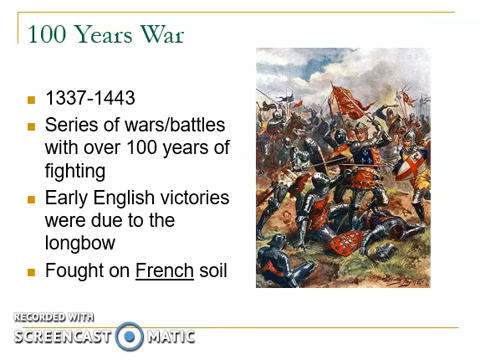 100 Years War
1337-1443
Series of wars/battles
with over 100 years of
fighting
Early English victories
were due to the
longbow
Fought on French soil
RECORDED WITH
SCREENCAST MATIC